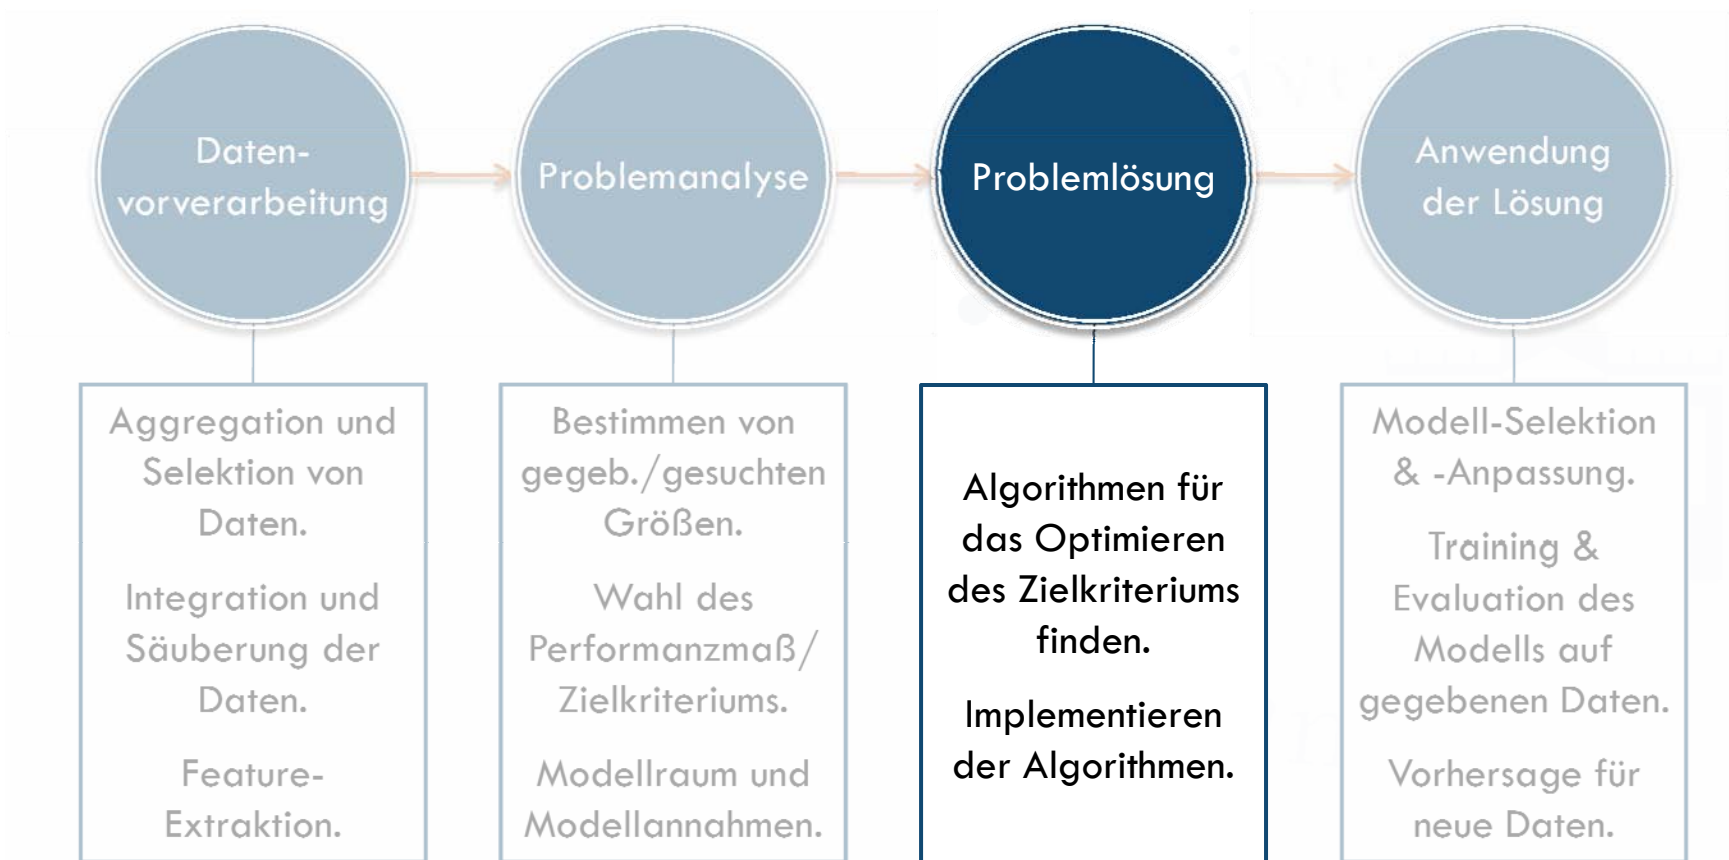 Daten-
vorverarbeitung
Problemanalyse
Problemlösung
Anwendung
der Lösung
Aggregation und
Selektion von
Daten.
Integration und
Säuberung der
Daten.
Feature-
Extraktion.
Bestimmen von
gegeb./gesuchten
Größen.
Wahl des
Performanzmaß/
Zielkriteriums.
Modellraum und
Modellannahmen.
Algorithmen für
das Optimieren
des Zielkriteriums
finden.
Implementieren
der Algorithmen.
Modell-Selektion
& -Anpassung.
Training &
Evaluation des
Modells auf
gegebenen Daten.
Vorhersage für
neue Daten.